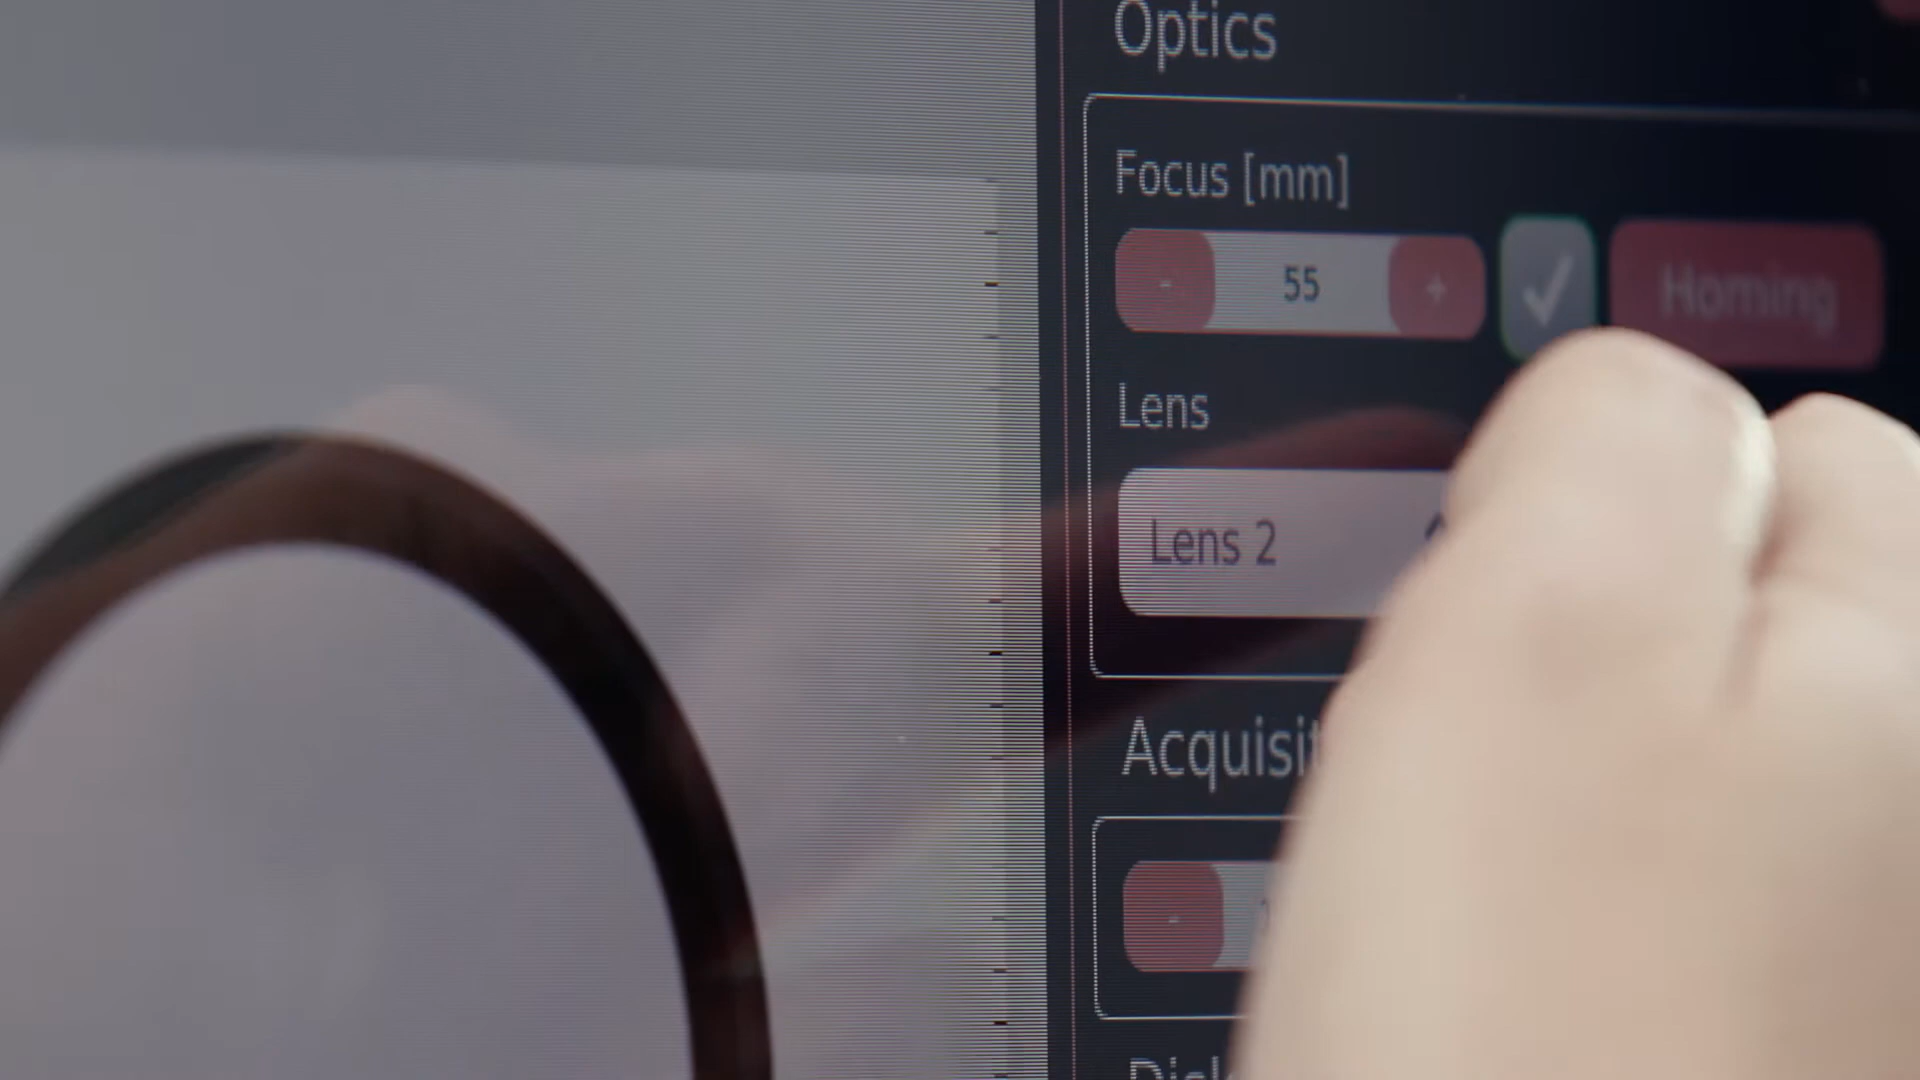 Optics
Focus [mm]
- 55 + Homing
Lens
Lens 2
-